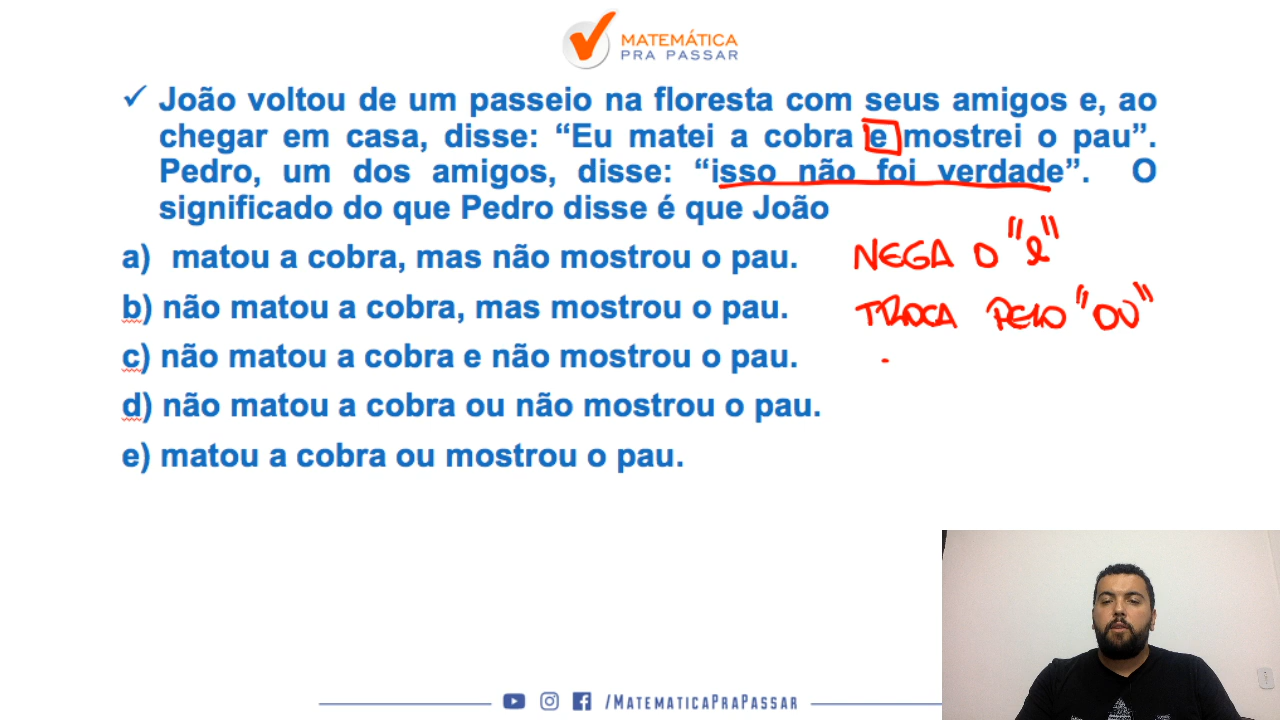 MATEMÁTICA
PRA PASSAR
✓ João voltou de um passeio na floresta com seus amigos e, ao
chegar em casa, disse: “Eu matei a cobra e mostrei o pau”.
Pedro, um dos amigos, disse: “isso não foi verdade”. O
significado do que Pedro disse é que João
a) matou a cobra, mas não mostrou o pau.
NEGA O "e"
b) não matou a cobra, mas mostrou o pau.
TROCA PELO "OU"
c) não matou a cobra e não mostrou o pau.
d) não matou a cobra ou não mostrou o pau.
e) matou a cobra ou mostrou o pau.
/MATEMATICAPRAPASSAR